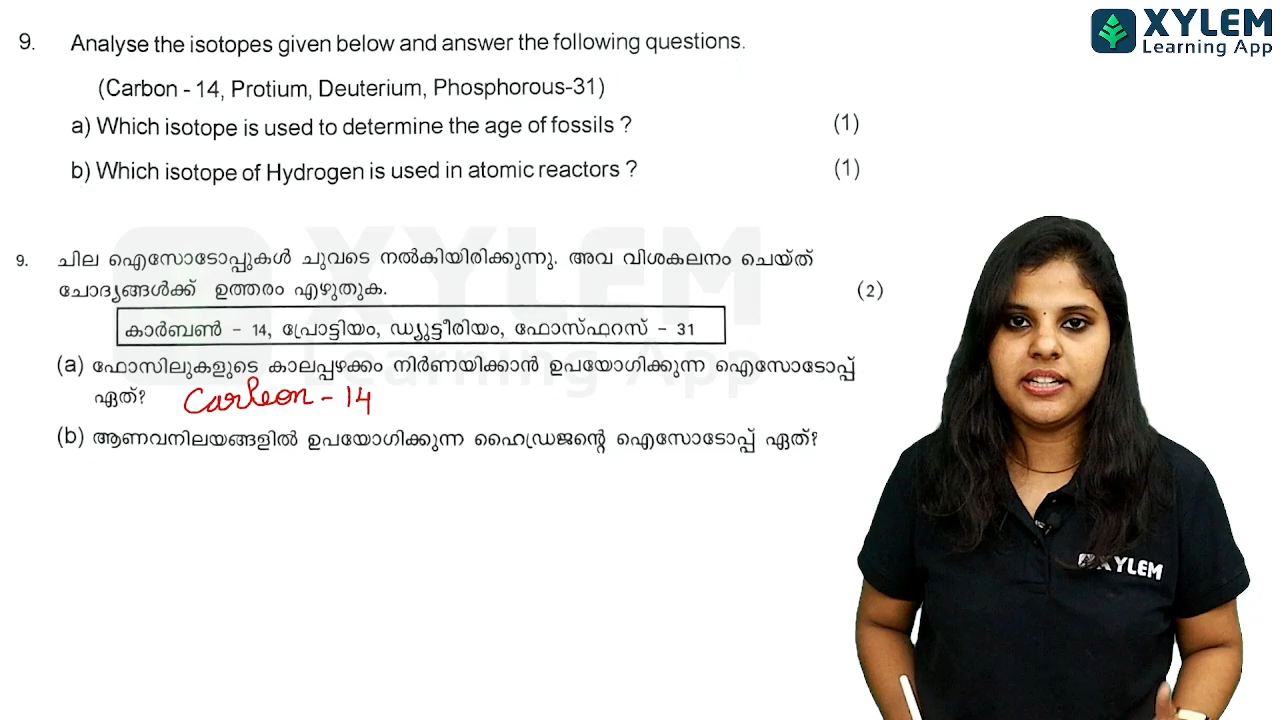 XYLEM
Learning App
9. Analyse the isotopes given below and answer the following questions.
(Carbon - 14, Protium, Deuterium, Phosphorous-31)
a) Which isotope is used to determine the age of fossils ? (1)
b) Which isotope of Hydrogen is used in atomic reactors ? (1)
XYLEM
Learning App
9. ചില ഐസോടോപ്പുകൾ ചുവടെ നൽകിയിരിക്കുന്നു. അവ വിശകലനം ചെയ്ത്
ചോദ്യങ്ങൾക്ക് ഉത്തരം എഴുതുക. (2)
കാർബൺ - 14, പ്രോട്ടിയം, ഡ്യൂട്ടീരിയം, ഫോസ്ഫറസ് - 31
(a) ഫോസിലുകളുടെ കാലപ്പഴക്കം നിർണയിക്കാൻ ഉപയോഗിക്കുന്ന ഐസോടോപ്പ്
ഏത്? Carbon - 14
(b) ആണവനിലയങ്ങളിൽ ഉപയോഗിക്കുന്ന ഹൈഡ്രജന്റെ ഐസോടോപ്പ് ഏത്?
XYLEM